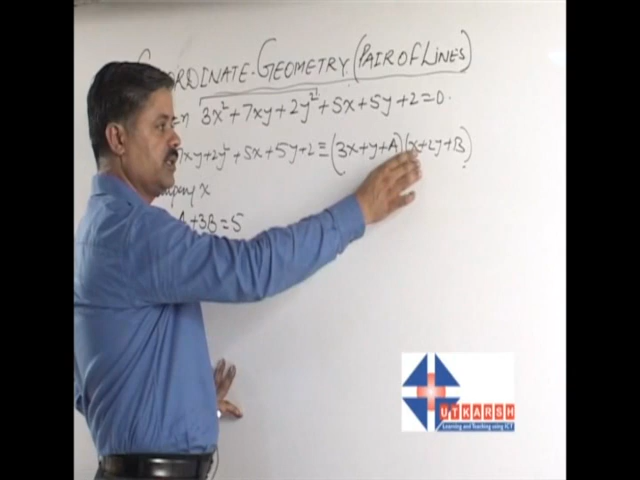 COORDINATE GEOMETRY (PAIR OF LINES)
3x²+7xy+2y²+5x+5y+2=0.
7xy+2y²+5x+5y+2≡(3x+y+A)(x+2y+B)
x
A+3B=5
UTKARSH
Learning and Teaching using ICT